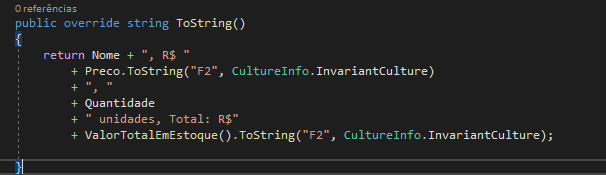 0 referências
public override string ToString()
{
return Nome + ", R$ "
+ Preco.ToString("F2", CultureInfo.InvariantCulture)
+ ", "
+ Quantidade
+ " unidades, Total: R$"
+ ValorTotalEmEstoque().ToString("F2", CultureInfo.InvariantCulture);
}